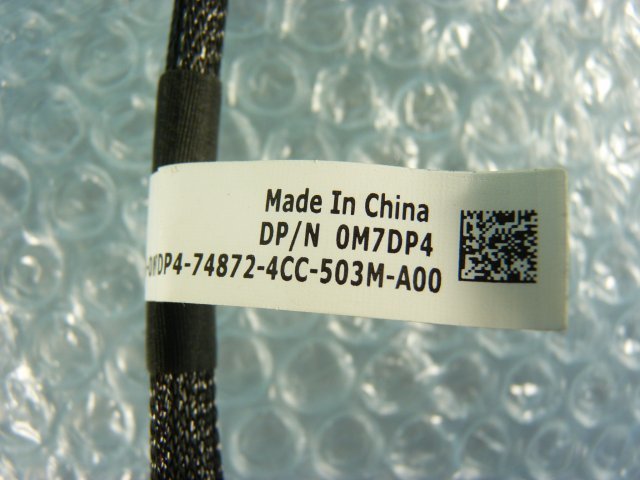 Made In China
DP/N 0M7DP4
DP4-74872-4CC-503M-A00